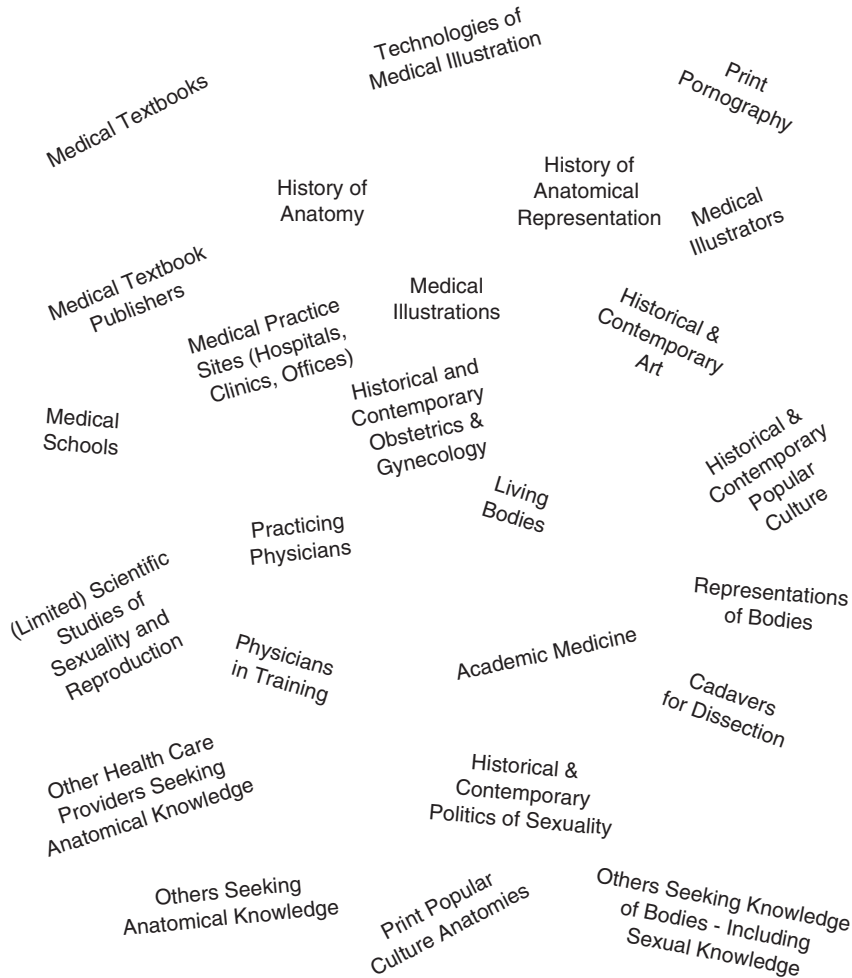 Technologies of
Medical Illustration
Print
Pornography
Medical Textbooks
History of
Anatomy
History of
Anatomical
Representation
Medical
Illustrators
Medical Textbook
Publishers
Medical
Illustrations
Medical Practice
Sites (Hospitals,
Clinics, Offices)
Historical &
Contemporary
Art
Historical and
Contemporary
Obstetrics &
Gynecology
Medical
Schools
Historical &
Contemporary
Popular
Culture
Living
Bodies
Practicing
Physicians
(Limited) Scientific
Studies of
Sexuality and
Reproduction
Representations
of Bodies
Physicians
in Training
Academic Medicine
Cadavers
for Dissection
Other Health Care
Providers Seeking
Anatomical Knowledge
Historical &
Contemporary
Politics of Sexuality
Others Seeking
Anatomical Knowledge
Print Popular
Culture Anatomies
Others Seeking Knowledge
of Bodies - Including
Sexual Knowledge